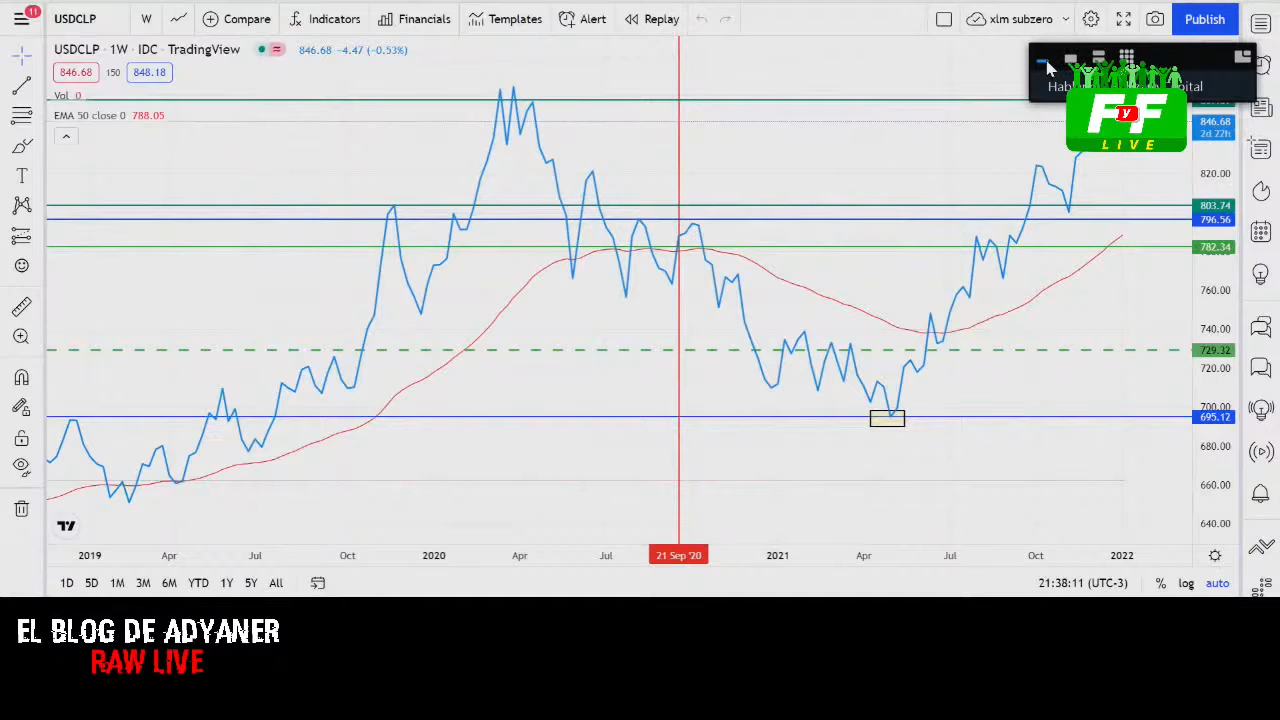 11
USDCLP W Compare Indicators Financials Templates Alert Replay xlm subzero Publish
USDCLP · 1W · IDC · TradingView 846.68 −4.47 (−0.53%)
846.68 150 848.18
Vol 0
EMA 50 close 0 788.05
FyF
LIVE
846.68
2d 22h
820.00
803.74
796.56
782.34
760.00
740.00
729.32
720.00
700.00
695.12
680.00
660.00
640.00
2019 Apr Jul Oct 2020 Apr Jul 21 Sep '20 2021 Apr Jul Oct 2022
1D 5D 1M 3M 6M YTD 1Y 5Y All 21:38:11 (UTC-3) % log auto
EL BLOG DE ADYANER
RAW LIVE